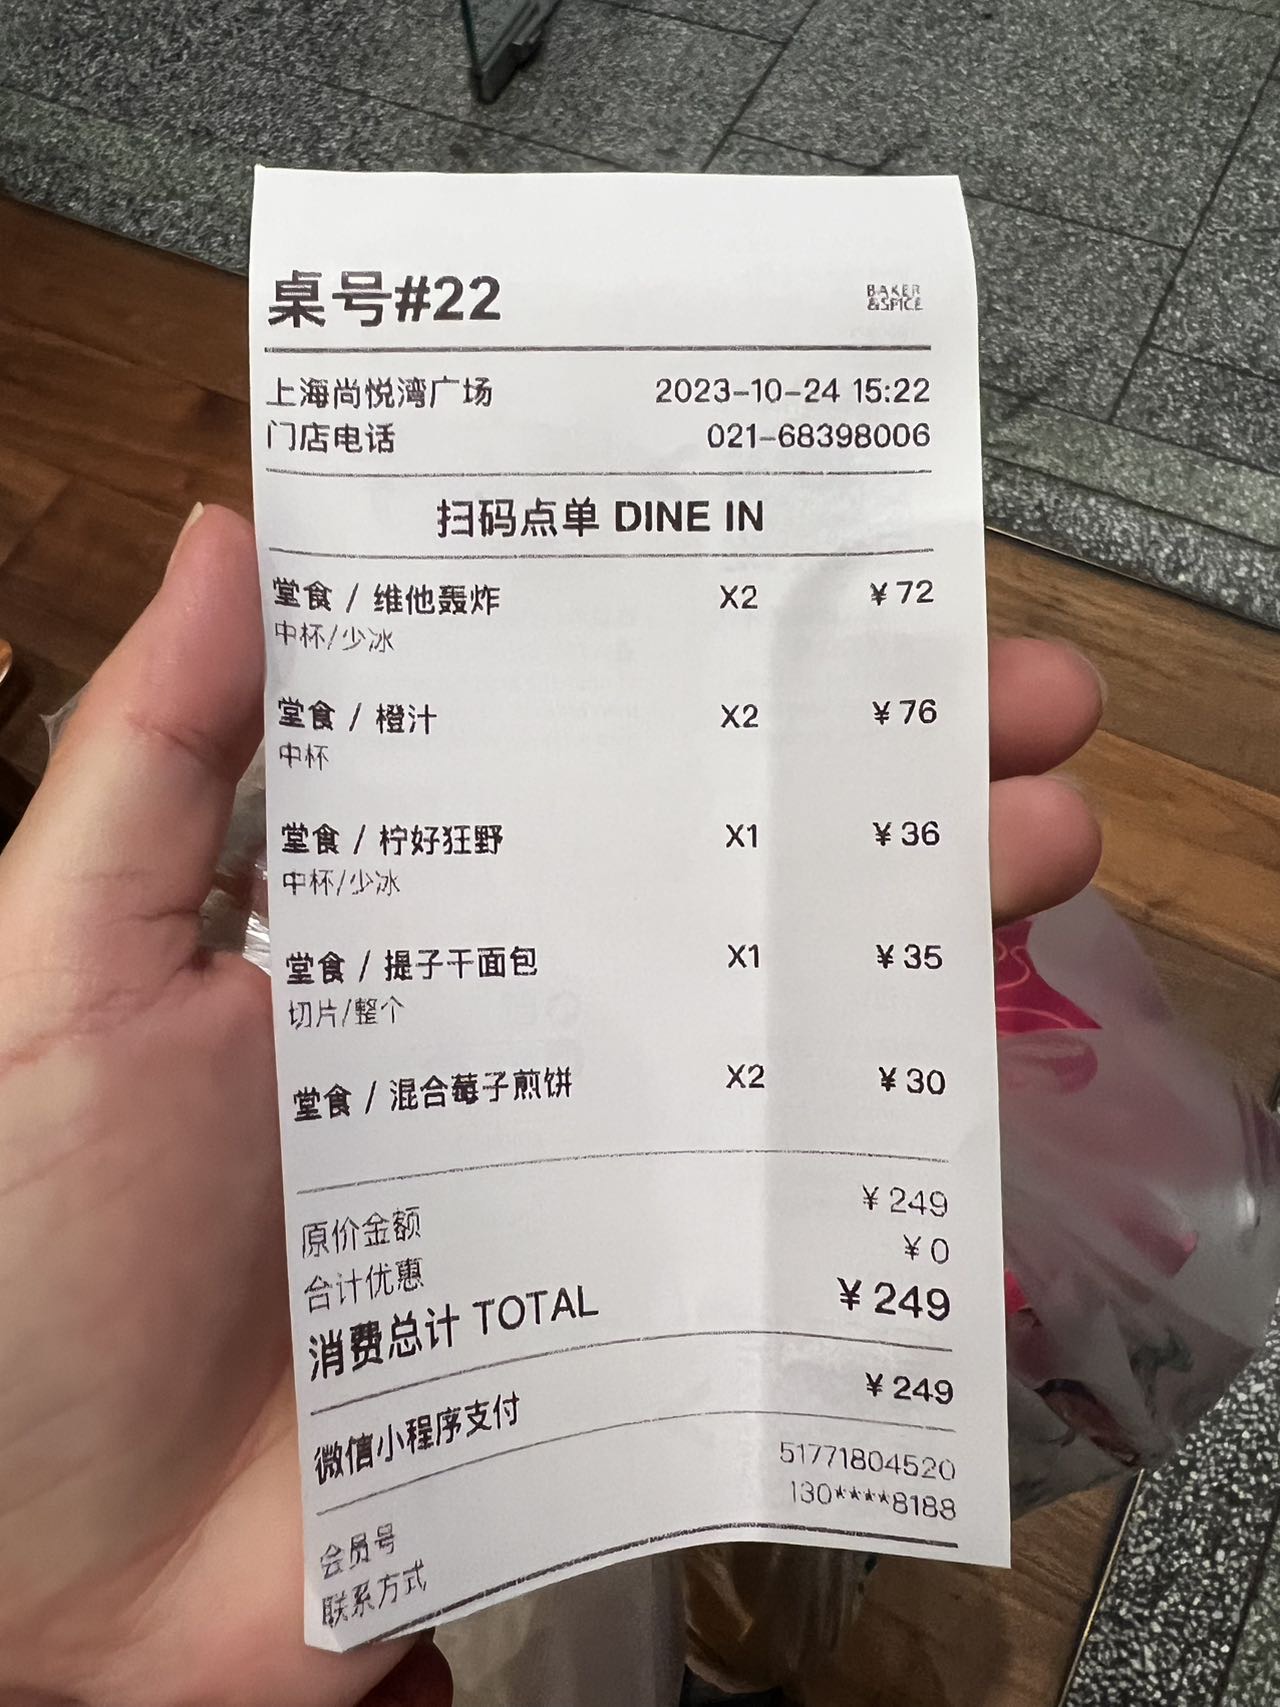 桌号#22
BAKER
&SPICE
上海尚悦湾广场 2023-10-24 15:22
门店电话 021-68398006
扫码点单 DINE IN
堂食 / 维他轰炸 X2 ¥72
中杯/少冰
堂食 / 橙汁 X2 ¥76
中杯
堂食 / 柠好狂野 X1 ¥36
中杯/少冰
堂食 / 提子干面包 X1 ¥35
切片/整个
堂食 / 混合莓子煎饼 X2 ¥30
原价金额 ¥249
合计优惠 ¥0
消费总计 TOTAL ¥249
微信小程序支付 ¥249
会员号 51771804520
联系方式 130****8188